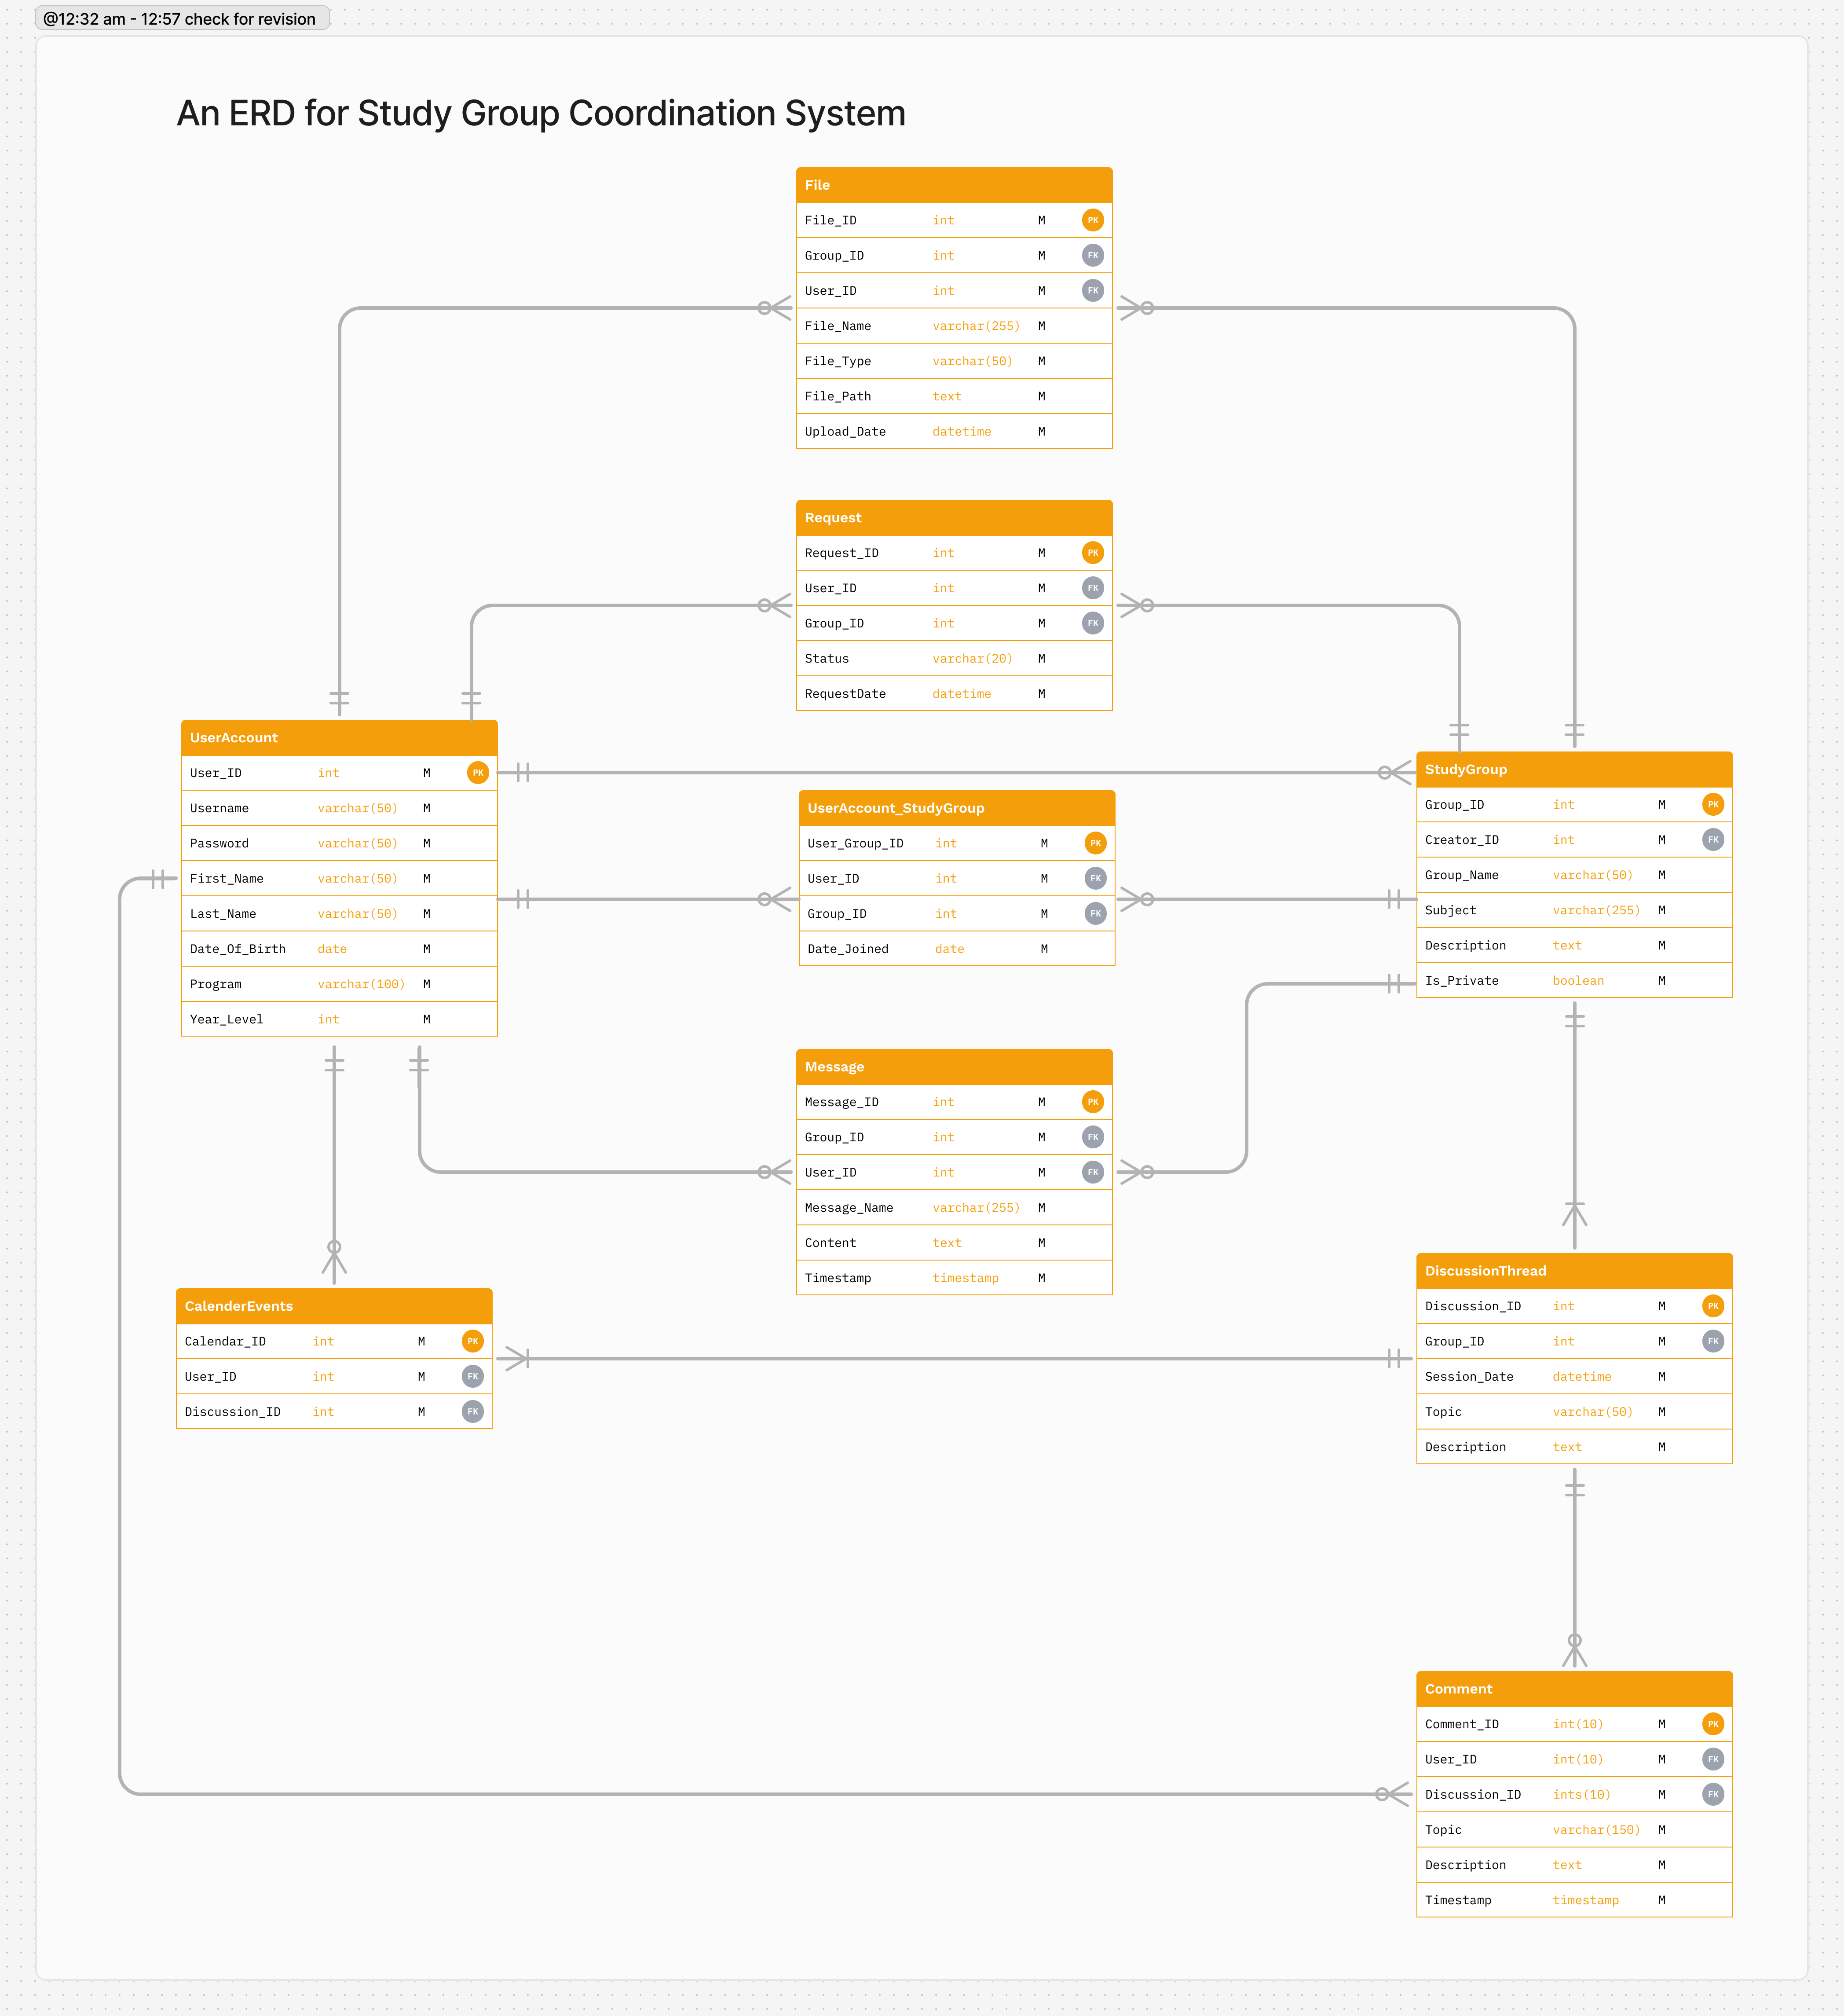 @12:32 am - 12:57 check for revision
An ERD for Study Group Coordination System
File
File_ID int M PK
Group_ID int M FK
User_ID int M FK
File_Name varchar(255) M
File_Type varchar(50) M
File_Path text M
Upload_Date datetime M
Request
Request_ID int M PK
User_ID int M FK
Group_ID int M FK
Status varchar(20) M
RequestDate datetime M
UserAccount
User_ID int M PK
Username varchar(50) M
Password varchar(50) M
First_Name varchar(50) M
Last_Name varchar(50) M
Date_Of_Birth date M
Program varchar(100) M
Year_Level int M
UserAccount_StudyGroup
User_Group_ID int M PK
User_ID int M FK
Group_ID int M FK
Date_Joined date M
StudyGroup
Group_ID int M PK
Creator_ID int M FK
Group_Name varchar(50) M
Subject varchar(255) M
Description text M
Is_Private boolean M
Message
Message_ID int M PK
Group_ID int M FK
User_ID int M FK
Message_Name varchar(255) M
Content text M
Timestamp timestamp M
CalenderEvents
Calendar_ID int M PK
User_ID int M FK
Discussion_ID int M FK
DiscussionThread
Discussion_ID int M PK
Group_ID int M FK
Session_Date datetime M
Topic varchar(50) M
Description text M
Comment
Comment_ID int(10) M PK
User_ID int(10) M FK
Discussion_ID ints(10) M FK
Topic varchar(150) M
Description text M
Timestamp timestamp M